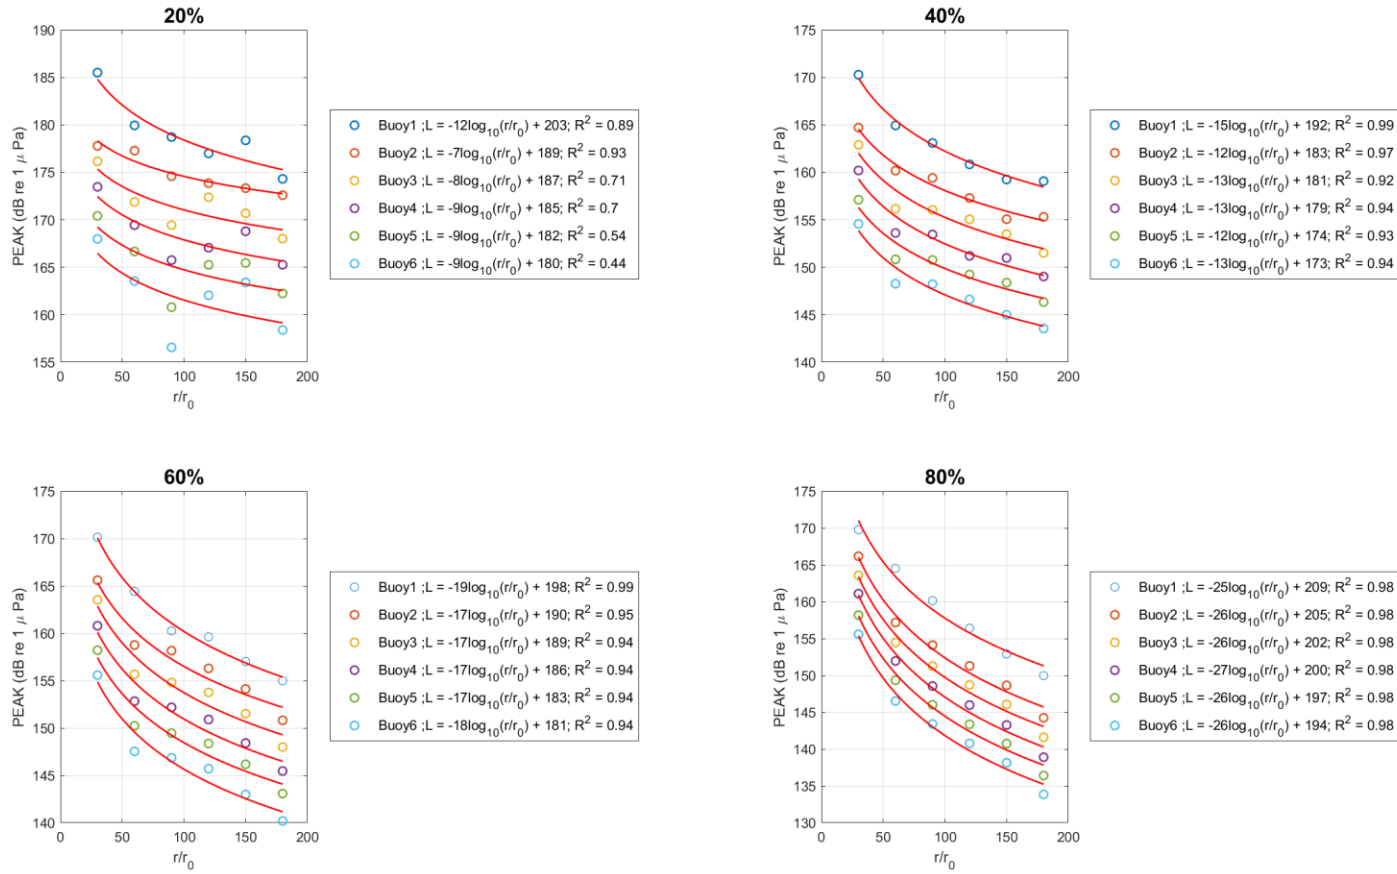 20%
190
185
180
175
170
165
160
155
0
50
100
150
200
PEAK (dB re 1 μ Pa)
r/r0
Buoy1 ;L = -12log10(r/r0) + 203; R2 = 0.89
Buoy2 ;L = -7log10(r/r0) + 189; R2 = 0.93
Buoy3 ;L = -8log10(r/r0) + 187; R2 = 0.71
Buoy4 ;L = -9log10(r/r0) + 185; R2 = 0.7
Buoy5 ;L = -9log10(r/r0) + 182; R2 = 0.54
Buoy6 ;L = -9log10(r/r0) + 180; R2 = 0.44
40%
175
170
165
160
155
150
145
140
0
50
100
150
200
PEAK (dB re 1 μ Pa)
r/r0
Buoy1 ;L = -15log10(r/r0) + 192; R2 = 0.99
Buoy2 ;L = -12log10(r/r0) + 183; R2 = 0.97
Buoy3 ;L = -13log10(r/r0) + 181; R2 = 0.92
Buoy4 ;L = -13log10(r/r0) + 179; R2 = 0.94
Buoy5 ;L = -12log10(r/r0) + 174; R2 = 0.93
Buoy6 ;L = -13log10(r/r0) + 173; R2 = 0.94
60%
175
170
165
160
155
150
145
140
0
50
100
150
200
PEAK (dB re 1 μ Pa)
r/r0
Buoy1 ;L = -19log10(r/r0) + 198; R2 = 0.99
Buoy2 ;L = -17log10(r/r0) + 190; R2 = 0.95
Buoy3 ;L = -17log10(r/r0) + 189; R2 = 0.94
Buoy4 ;L = -17log10(r/r0) + 186; R2 = 0.94
Buoy5 ;L = -17log10(r/r0) + 183; R2 = 0.94
Buoy6 ;L = -18log10(r/r0) + 181; R2 = 0.94
80%
175
170
165
160
155
150
145
140
135
130
0
50
100
150
200
PEAK (dB re 1 μ Pa)
r/r0
Buoy1 ;L = -25log10(r/r0) + 209; R2 = 0.98
Buoy2 ;L = -26log10(r/r0) + 205; R2 = 0.98
Buoy3 ;L = -26log10(r/r0) + 202; R2 = 0.98
Buoy4 ;L = -27log10(r/r0) + 200; R2 = 0.98
Buoy5 ;L = -26log10(r/r0) + 197; R2 = 0.98
Buoy6 ;L = -26log10(r/r0) + 194; R2 = 0.98